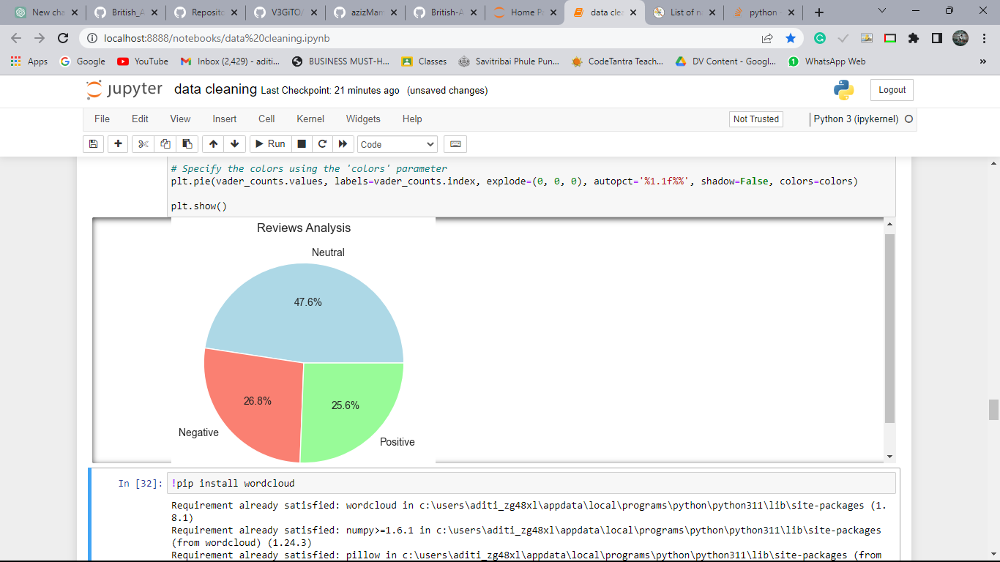 New cha
British_A
Reposito
V3GiTO/
azizMam
British-A
Home Pa
data clea
List of na
python -
localhost:8888/notebooks/data%20cleaning.ipynb
Apps
Google
YouTube
Inbox (2,429) - aditi...
BUSINESS MUST-H...
Classes
Savitribai Phule Pun...
CodeTantra Teach...
DV Content - Googl...
WhatsApp Web
»
jupyter data cleaning Last Checkpoint: 21 minutes ago (unsaved changes)
Logout
File Edit View Insert Cell Kernel Widgets Help
Not Trusted
Python 3 (ipykernel)
Run
Code
# Specify the colors using the 'colors' parameter
plt.pie(vader_counts.values, labels=vader_counts.index, explode=(0, 0, 0), autopct='%1.1f%%', shadow=False, colors=colors)
plt.show()
Reviews Analysis
Neutral
47.6%
26.8%
25.6%
Negative
Positive
In [32]: !pip install wordcloud
Requirement already satisfied: wordcloud in c:\users\aditi_zg48xl\appdata\local\programs\python\python311\lib\site-packages (1.
8.1)
Requirement already satisfied: numpy>=1.6.1 in c:\users\aditi_zg48xl\appdata\local\programs\python\python311\lib\site-packages
(from wordcloud) (1.24.3)
Requirement already satisfied: pillow in c:\users\aditi_zg48xl\appdata\local\programs\python\python311\lib\site-packages (from